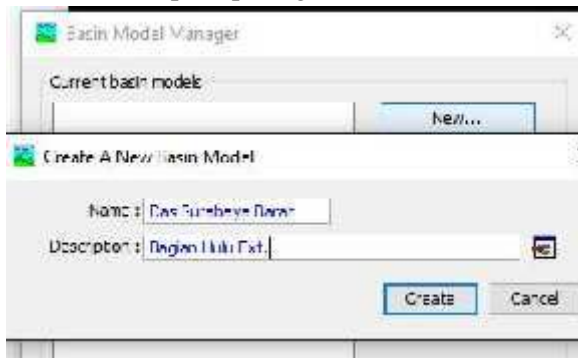 Basin Model Manager
Current basin models
New...
Create A New Basin Model
Name : Das Surabaya Barat
Description : Bagian Hulu Ext.
Create
Cancel